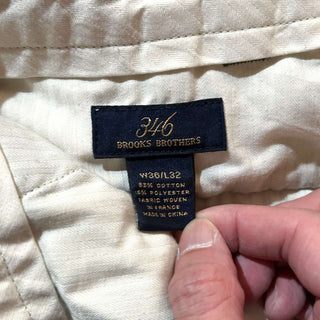 346
BROOKS BROTHERS
W36/L32
85% COTTON
15% POLYESTER
FABRIC WOVEN
IN FRANCE
MADE IN CHINA